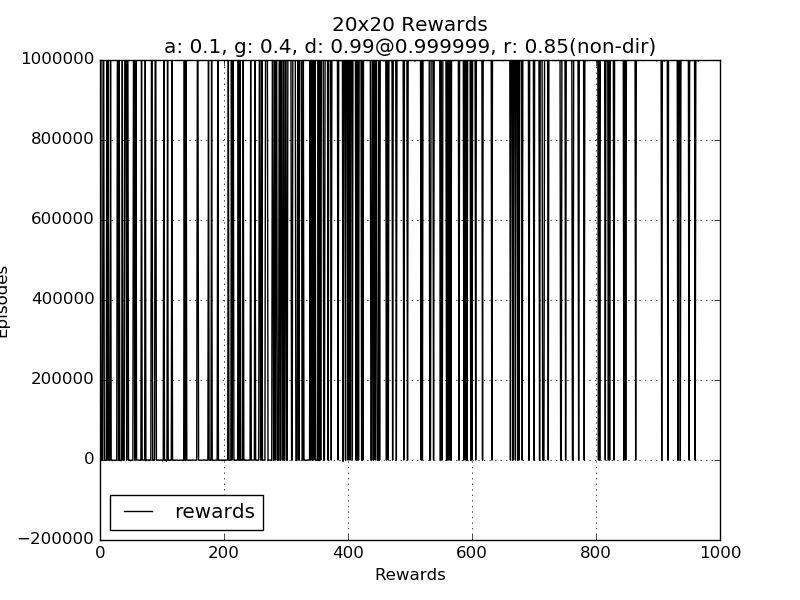 20x20 Rewards
a: 0.1, g: 0.4, d: 0.99@0.999999, r: 0.85(non-dir)
1000000
800000
600000
400000
200000
0
−200000
Episodes
rewards
0 200 400 600 800 1000
Rewards